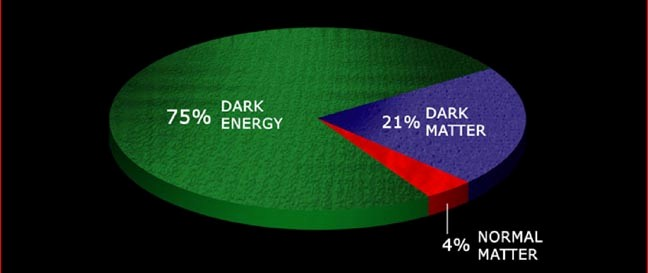 75% DARK
ENERGY
21% DARK
MATTER
4% NORMAL
MATTER